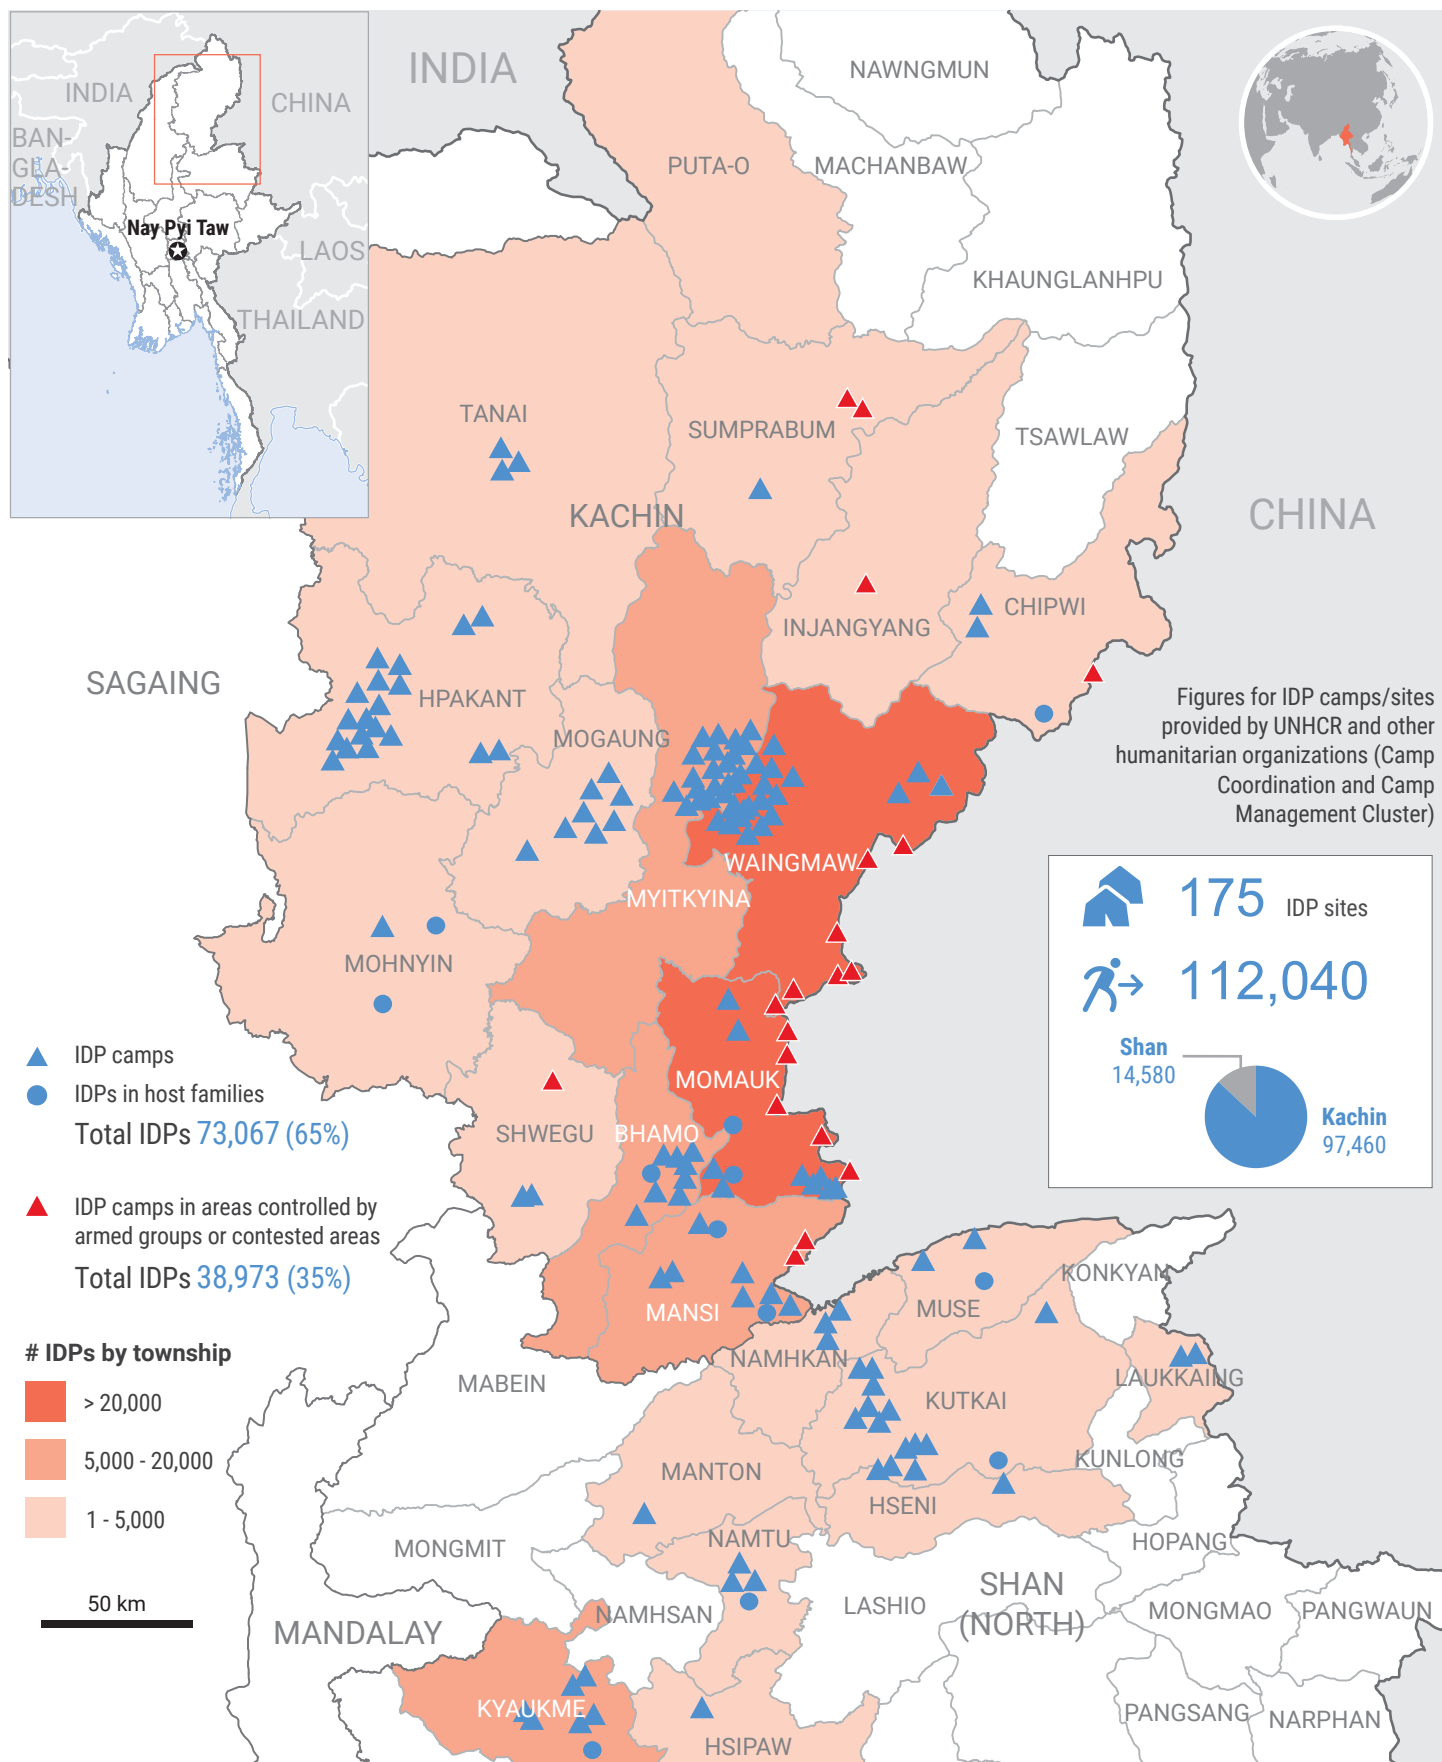 INDIA
CHINA
BAN-
GLA-
DESH
Nay Pyi Taw
LAOS
THAILAND
INDIA
NAWNGMUN
PUTA-O
MACHANBAW
KHAUNGLANHPU
TANAI
SUMPRABUM
TSAWLAW
KACHIN
CHINA
CHIPWI
INJANGYANG
SAGAING
HPAKANT
MOGAUNG
Figures for IDP camps/sites
provided by UNHCR and other
humanitarian organizations (Camp
Coordination and Camp
Management Cluster)
WAINGMAW
MYITKYINA
175 IDP sites
112,040
Shan
14,580
Kachin
97,460
MOHNYIN
IDP camps
IDPs in host families
Total IDPs 73,067 (65%)
MOMAUK
SHWEGU
BHAMO
IDP camps in areas controlled by
armed groups or contested areas
Total IDPs 38,973 (35%)
KONKYAN
MUSE
MANSI
# IDPs by township
> 20,000
5,000 - 20,000
1 - 5,000
NAMHKAN
MABEIN
LAUKKAING
KUTKAI
KUNLONG
MANTON
HSENI
NAMTU
HOPANG
MONGMIT
SHAN
(NORTH)
50 km
NAMHSAN
LASHIO
MONGMAO
PANGWAUN
MANDALAY
KYAUKME
PANGSANG
NARPHAN
HSIPAW